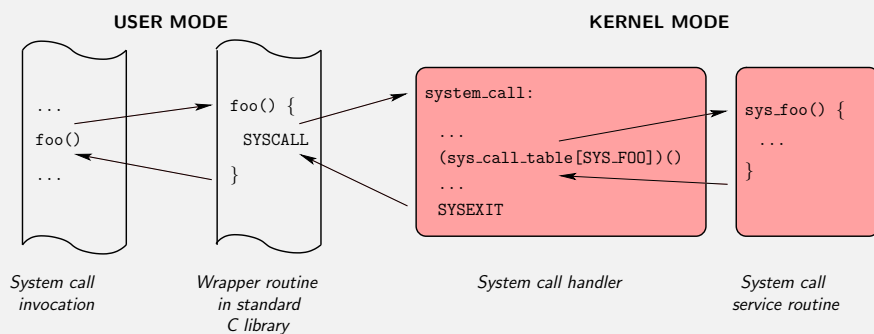 USER MODE
KERNEL MODE
...
foo()
...
foo() {
SYSCALL
}
system_call:
...
(sys_call_table[SYS_FOO])()
...
SYSEXIT
sys_foo() {
...
}
System call
invocation
Wrapper routine
in standard
C library
System call handler
System call
service routine